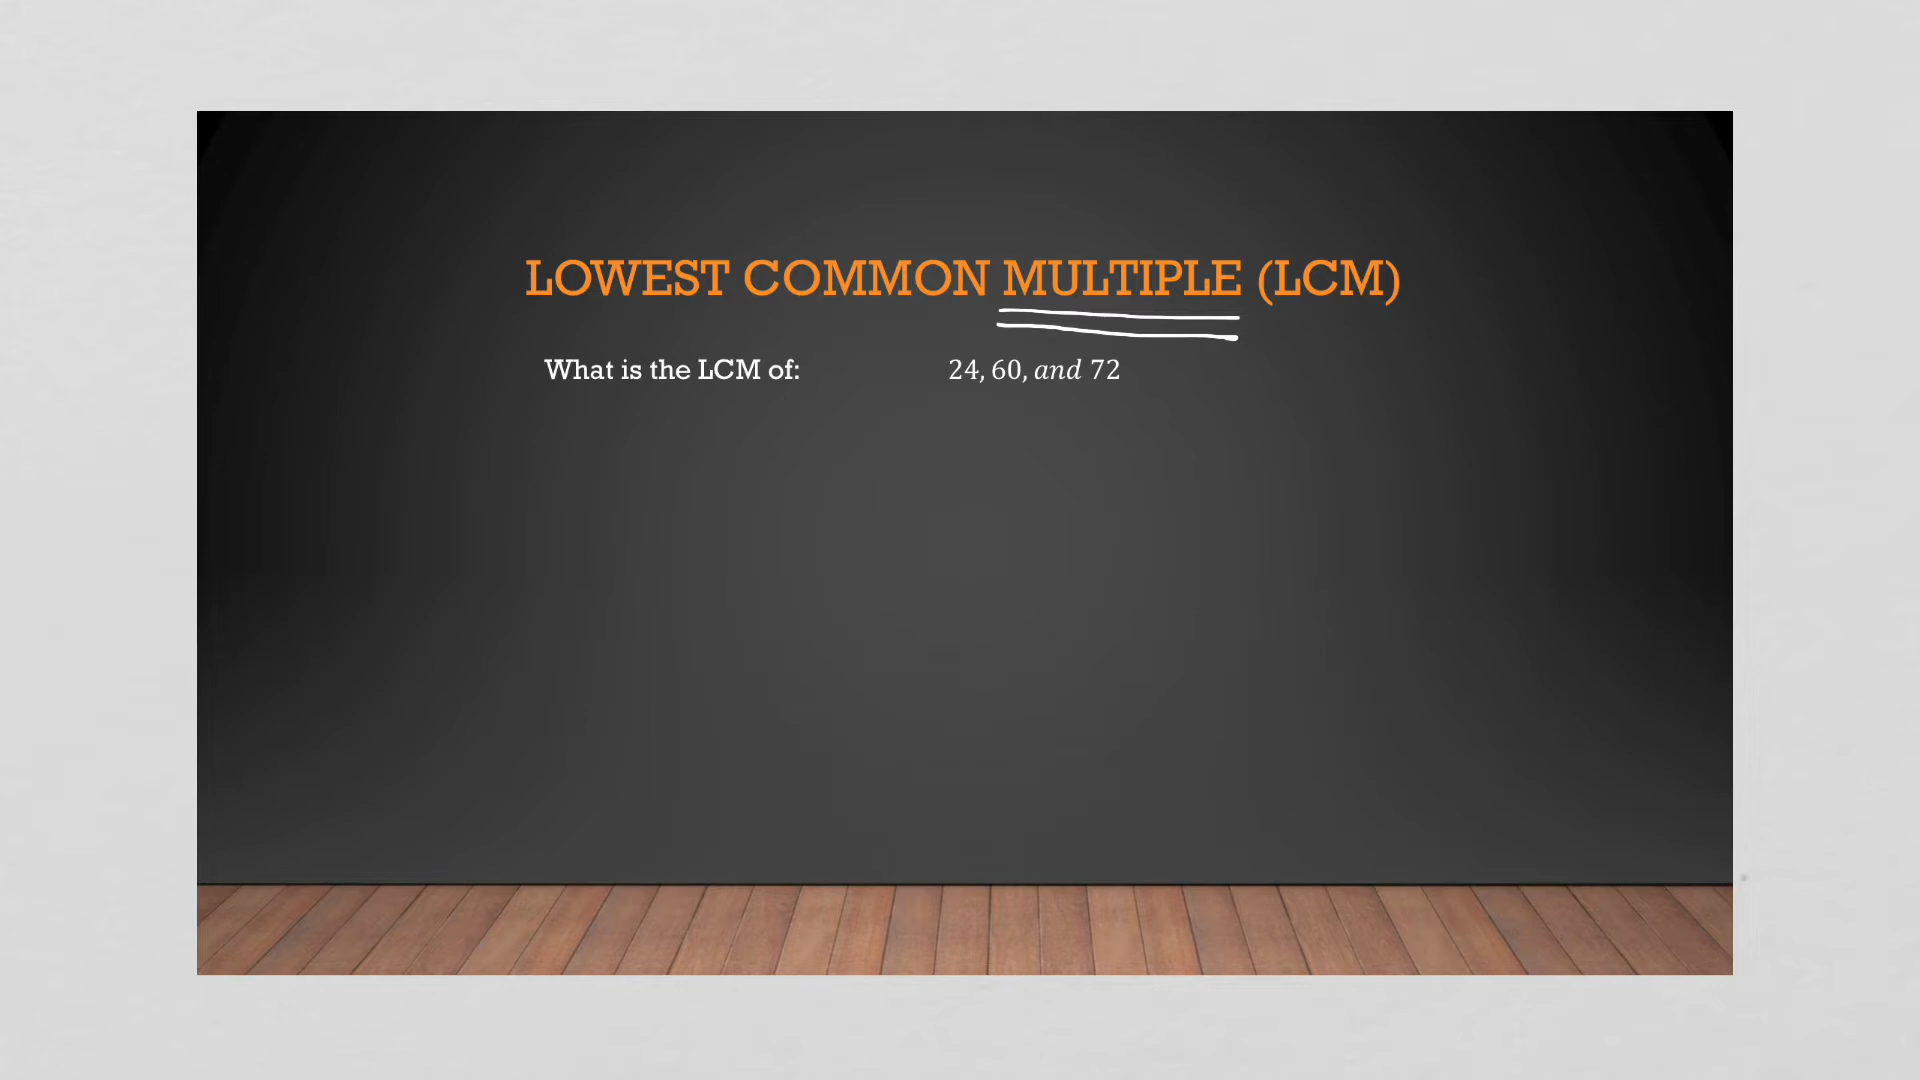 LOWEST COMMON MULTIPLE (LCM)
What is the LCM of: 24, 60, and 72